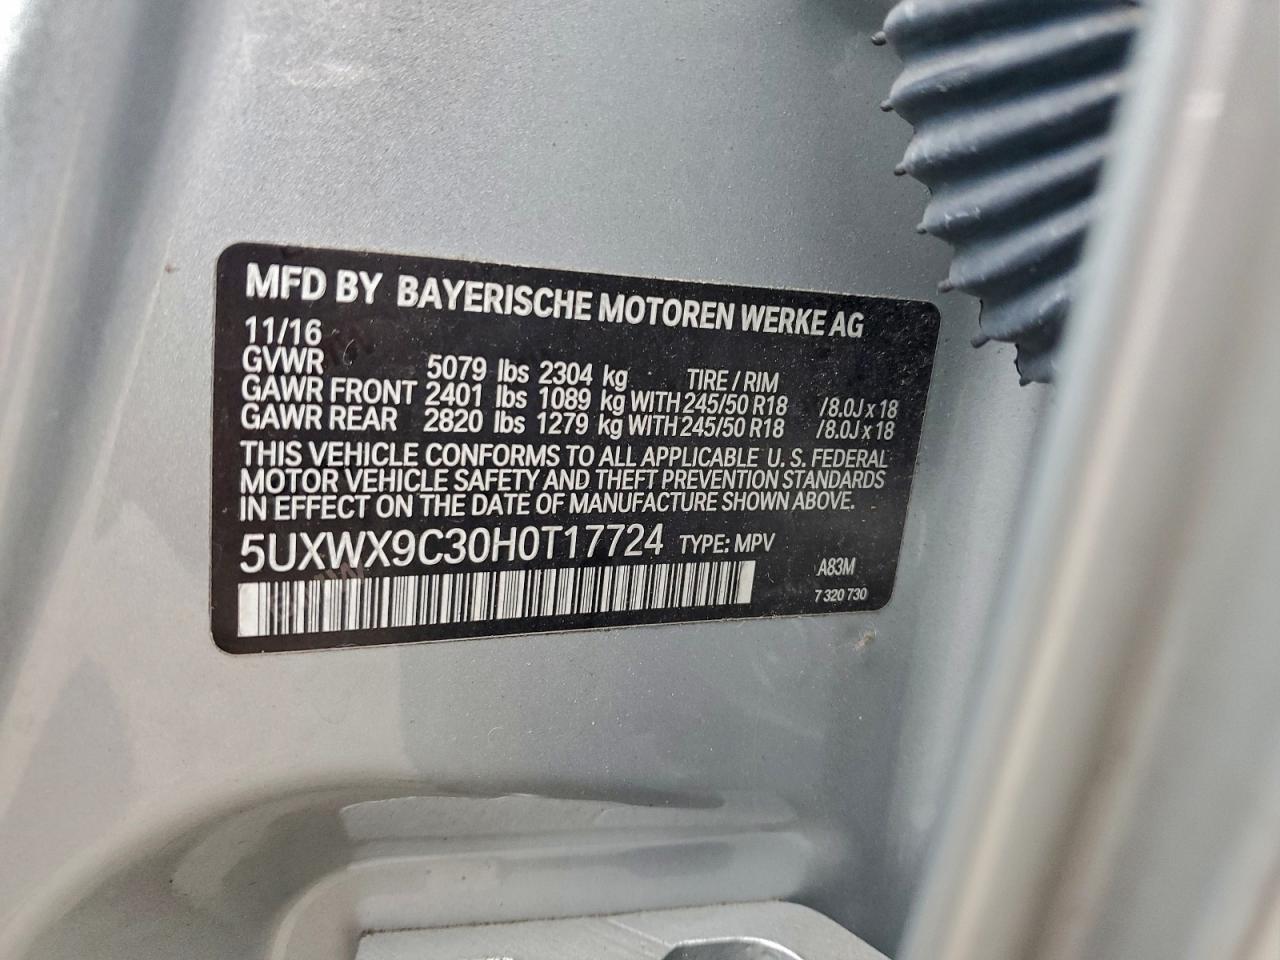 MFD BY BAYERISCHE MOTOREN WERKE AG
11/16
GVWR 5079 lbs 2304 kg TIRE / RIM
GAWR FRONT 2401 lbs 1089 kg WITH 245/50 R18 /8.0J x 18
GAWR REAR 2820 lbs 1279 kg WITH 245/50 R18 /8.0J x 18
THIS VEHICLE CONFORMS TO ALL APPLICABLE U. S. FEDERAL
MOTOR VEHICLE SAFETY AND THEFT PREVENTION STANDARDS
IN EFFECT ON THE DATE OF MANUFACTURE SHOWN ABOVE.
5UXWX9C30H0T17724 TYPE: MPV
A83M
7 320 730